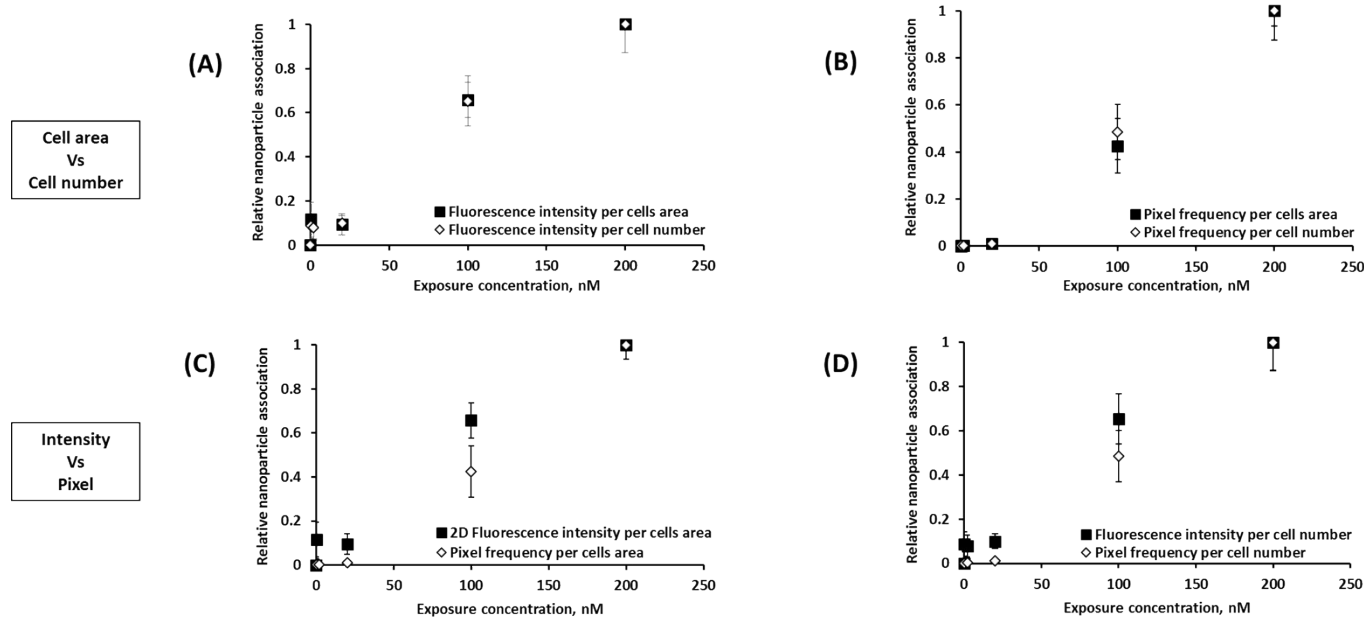 Cell area
Vs
Cell number
(A)
Relative nanoparticle association
1
0.8
0.6
0.4
0.2
0
Fluorescence intensity per cells area
Fluorescence intensity per cell number
0 50 100 150 200 250
Exposure concentration, nM
(B)
Relative nanoparticle association
1
0.8
0.6
0.4
0.2
0
Pixel frequency per cells area
Pixel frequency per cell number
0 50 100 150 200 250
Exposure concentration, nM
Intensity
Vs
Pixel
(C)
Relative nanoparticle association
1
0.8
0.6
0.4
0.2
0
2D Fluorescence intensity per cells area
Pixel frequency per cells area
0 50 100 150 200 250
Exposure concentration, nM
(D)
Relative nanoparticle association
1
0.8
0.6
0.4
0.2
0
Fluorescence intensity per cell number
Pixel frequency per cell number
0 50 100 150 200 250
Exposure concentration, nM